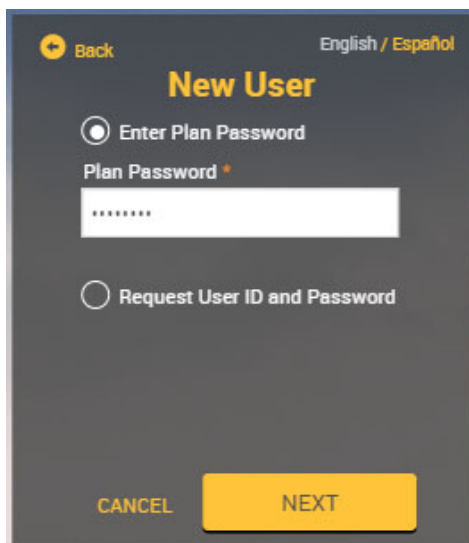 Back
English / Español
New User
Enter Plan Password
Plan Password *
••••••••
Request User ID and Password
CANCEL
NEXT